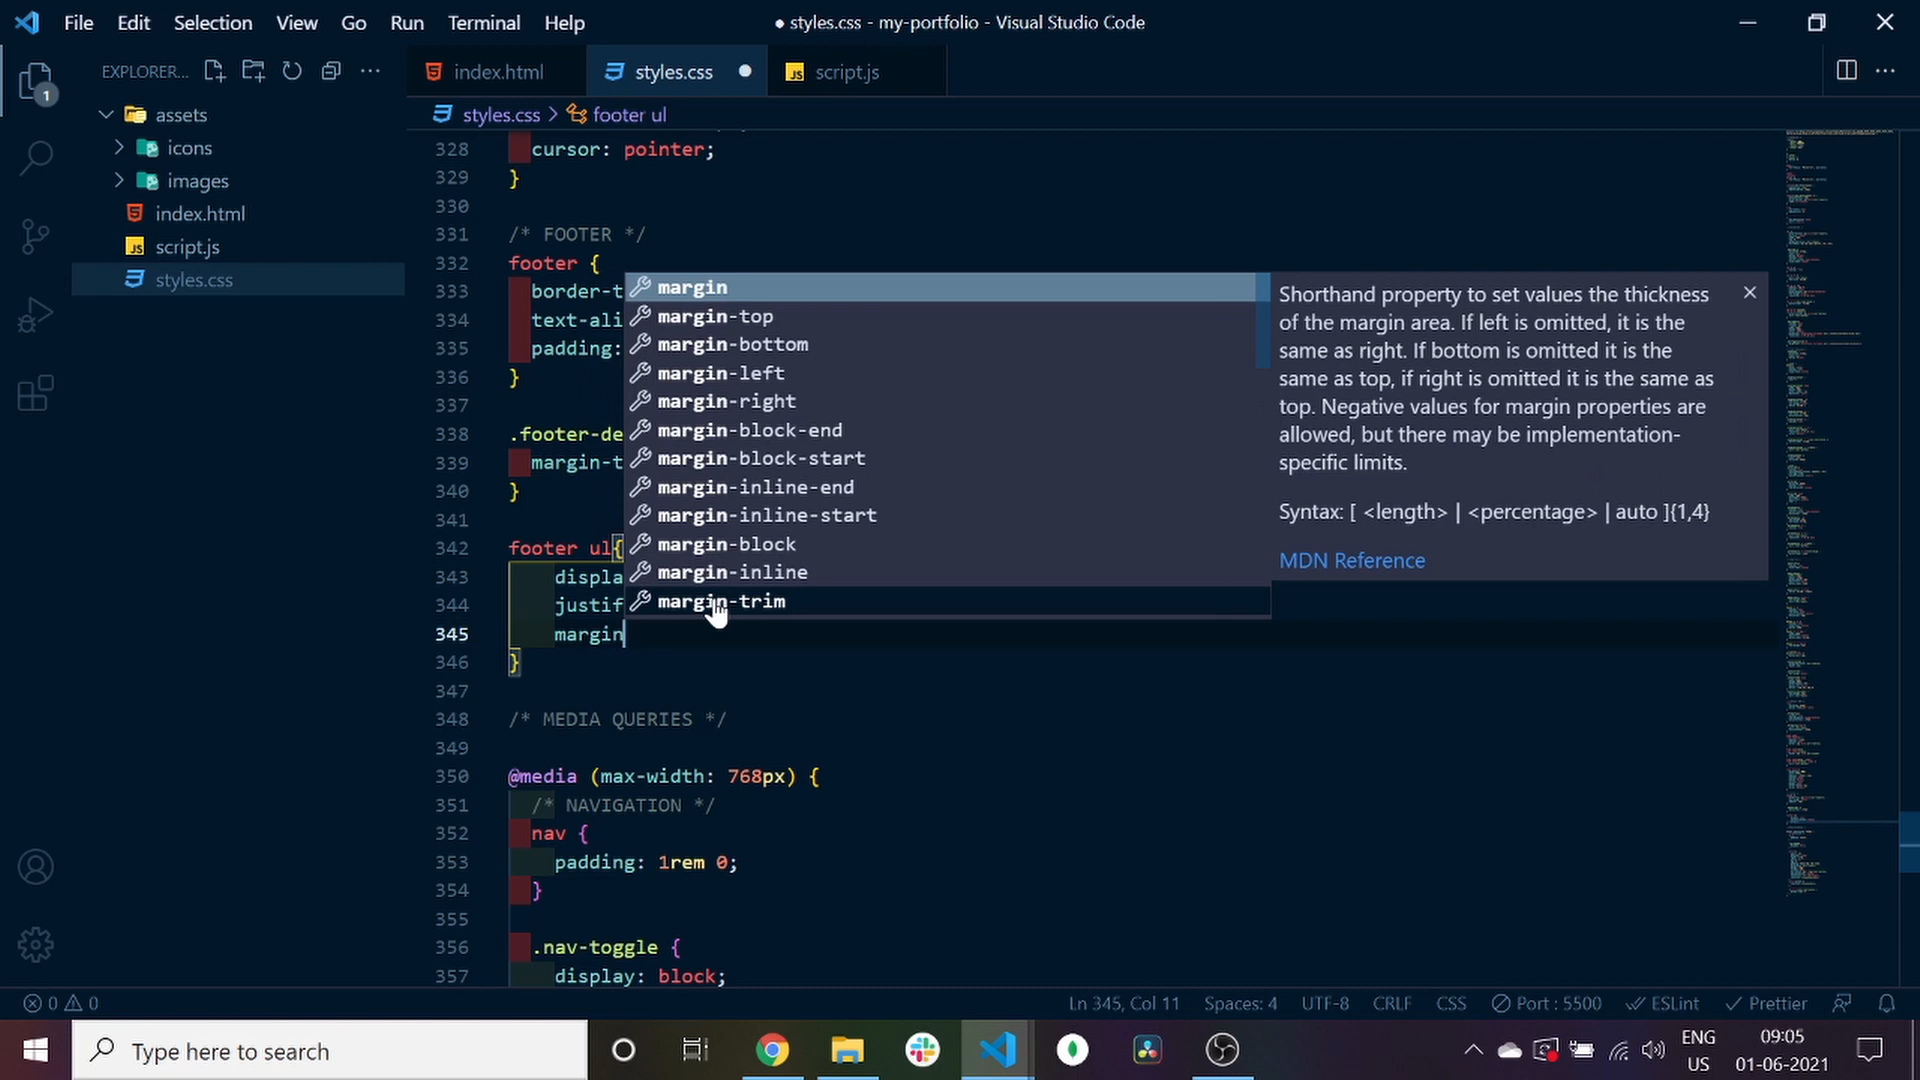 File Edit Selection View Go Run Terminal Help
● styles.css - my-portfolio - Visual Studio Code
EXPLORER...
index.html
styles.css
JS script.js
1
assets
icons
images
index.html
JS script.js
styles.css
styles.css > footer ul
328 cursor: pointer;
329 }
330
331 /* FOOTER */
332 footer {
333 border-t
334 text-ali
335 padding:
336 }
337
338 .footer-de
339 margin-t
340 }
341
342 footer ul{
343 displa
344 justif
345 margin
346 }
347
348 /* MEDIA QUERIES */
349
350 @media (max-width: 768px) {
351 /* NAVIGATION */
352 nav {
353 padding: 1rem 0;
354 }
355
356 .nav-toggle {
357 display: block;
margin
margin-top
margin-bottom
margin-left
margin-right
margin-block-end
margin-block-start
margin-inline-end
margin-inline-start
margin-block
margin-inline
margin-trim
Shorthand property to set values the thickness
of the margin area. If left is omitted, it is the
same as right. If bottom is omitted it is the
same as top, if right is omitted it is the same as
top. Negative values for margin properties are
allowed, but there may be implementation-
specific limits.
Syntax: [ <length> | <percentage> | auto ]{1,4}
MDN Reference
0 0
Ln 345, Col 11 Spaces: 4 UTF-8 CRLF CSS Port : 5500 ESLint Prettier
Type here to search
ENG
US
09:05
01-06-2021